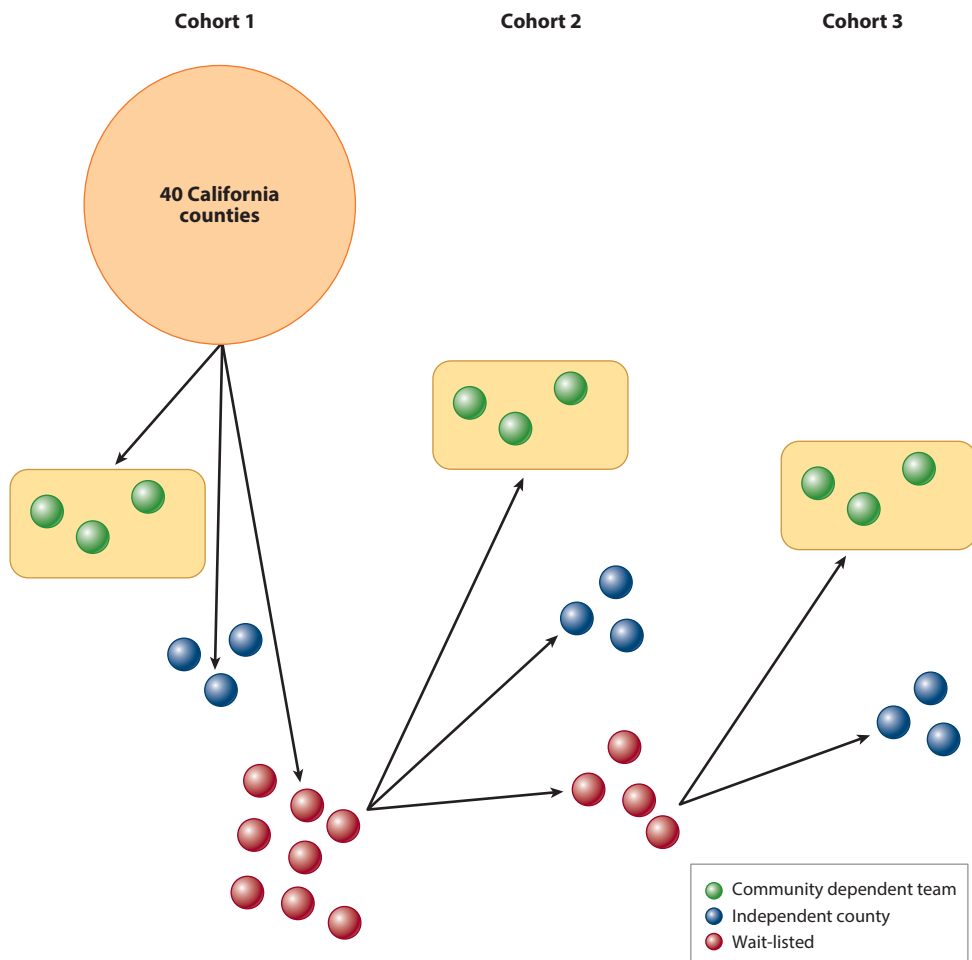 Cohort 1
Cohort 2
Cohort 3
40 California
counties
Community dependent team
Independent county
Wait-listed